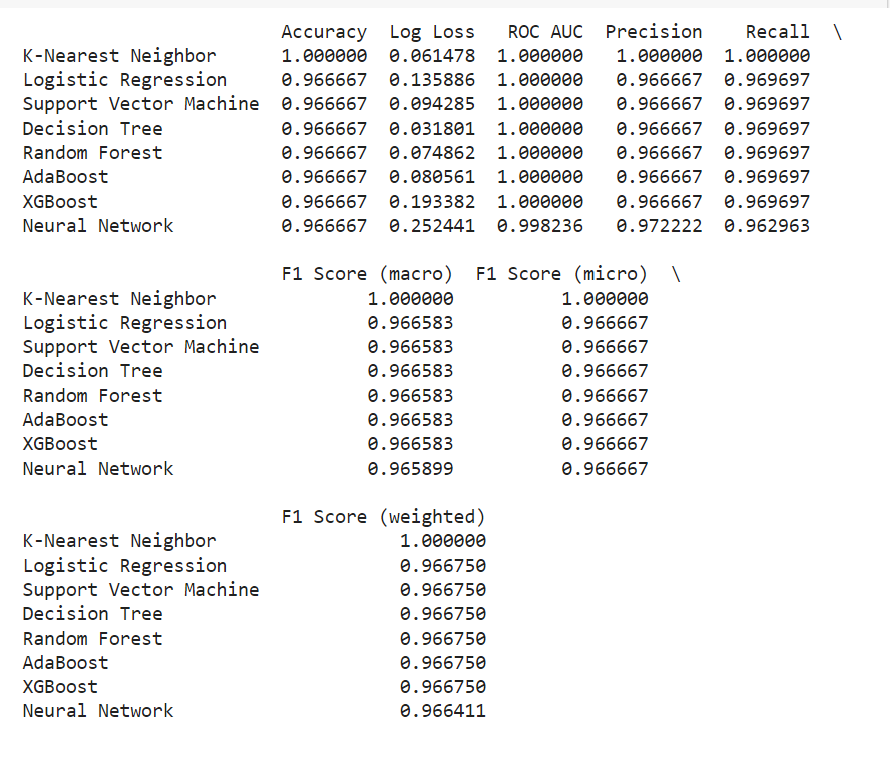 Accuracy  Log Loss   ROC AUC  Precision    Recall  \
K-Nearest Neighbor      1.000000  0.061478  1.000000   1.000000  1.000000
Logistic Regression     0.966667  0.135886  1.000000   0.966667  0.969697
Support Vector Machine  0.966667  0.094285  1.000000   0.966667  0.969697
Decision Tree           0.966667  0.031801  1.000000   0.966667  0.969697
Random Forest           0.966667  0.074862  1.000000   0.966667  0.969697
AdaBoost                0.966667  0.080561  1.000000   0.966667  0.969697
XGBoost                 0.966667  0.193382  1.000000   0.966667  0.969697
Neural Network          0.966667  0.252441  0.998236   0.972222  0.962963

                        F1 Score (macro)  F1 Score (micro)  \
K-Nearest Neighbor              1.000000          1.000000
Logistic Regression             0.966583          0.966667
Support Vector Machine          0.966583          0.966667
Decision Tree                   0.966583          0.966667
Random Forest                   0.966583          0.966667
AdaBoost                        0.966583          0.966667
XGBoost                         0.966583          0.966667
Neural Network                  0.965899          0.966667

                        F1 Score (weighted)
K-Nearest Neighbor                 1.000000
Logistic Regression                0.966750
Support Vector Machine             0.966750
Decision Tree                      0.966750
Random Forest                      0.966750
AdaBoost                           0.966750
XGBoost                            0.966750
Neural Network                     0.966411